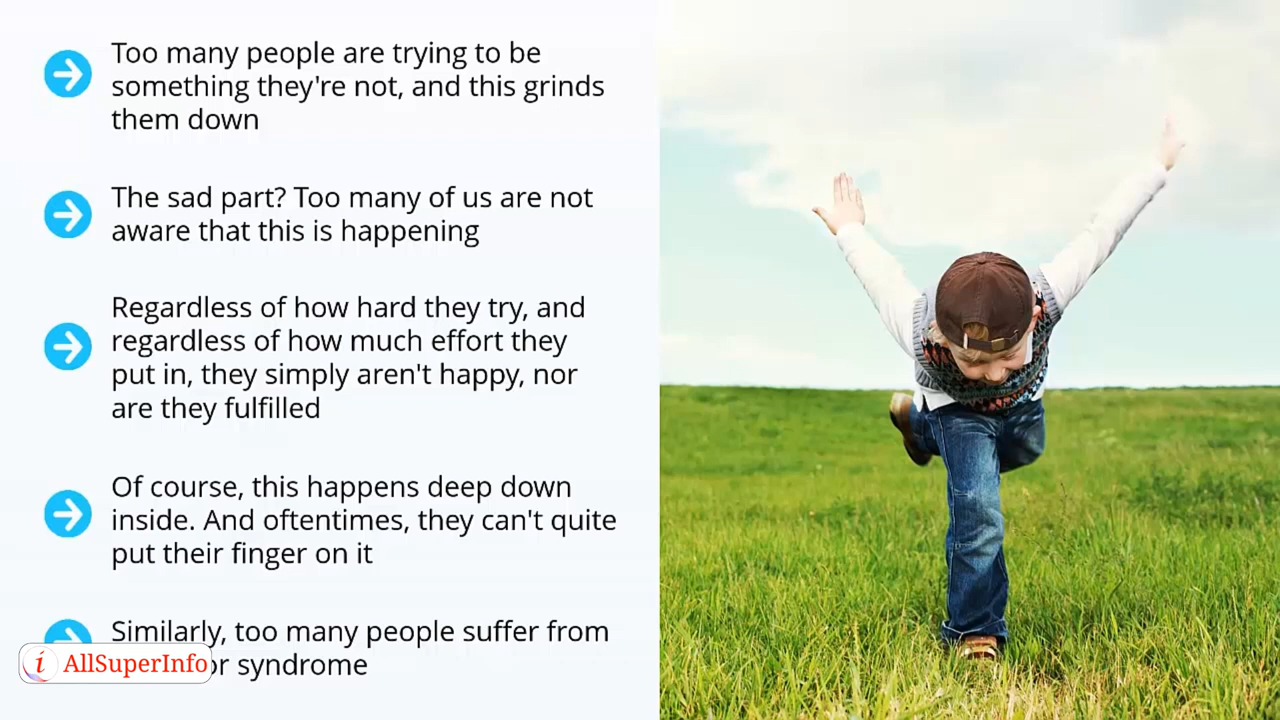 Too many people are trying to be
something they're not, and this grinds
them down
The sad part? Too many of us are not
aware that this is happening
Regardless of how hard they try, and
regardless of how much effort they
put in, they simply aren't happy, nor
are they fulfilled
Of course, this happens deep down
inside. And oftentimes, they can't quite
put their finger on it
Similarly, too many people suffer from
or syndrome
i AllSuperInfo